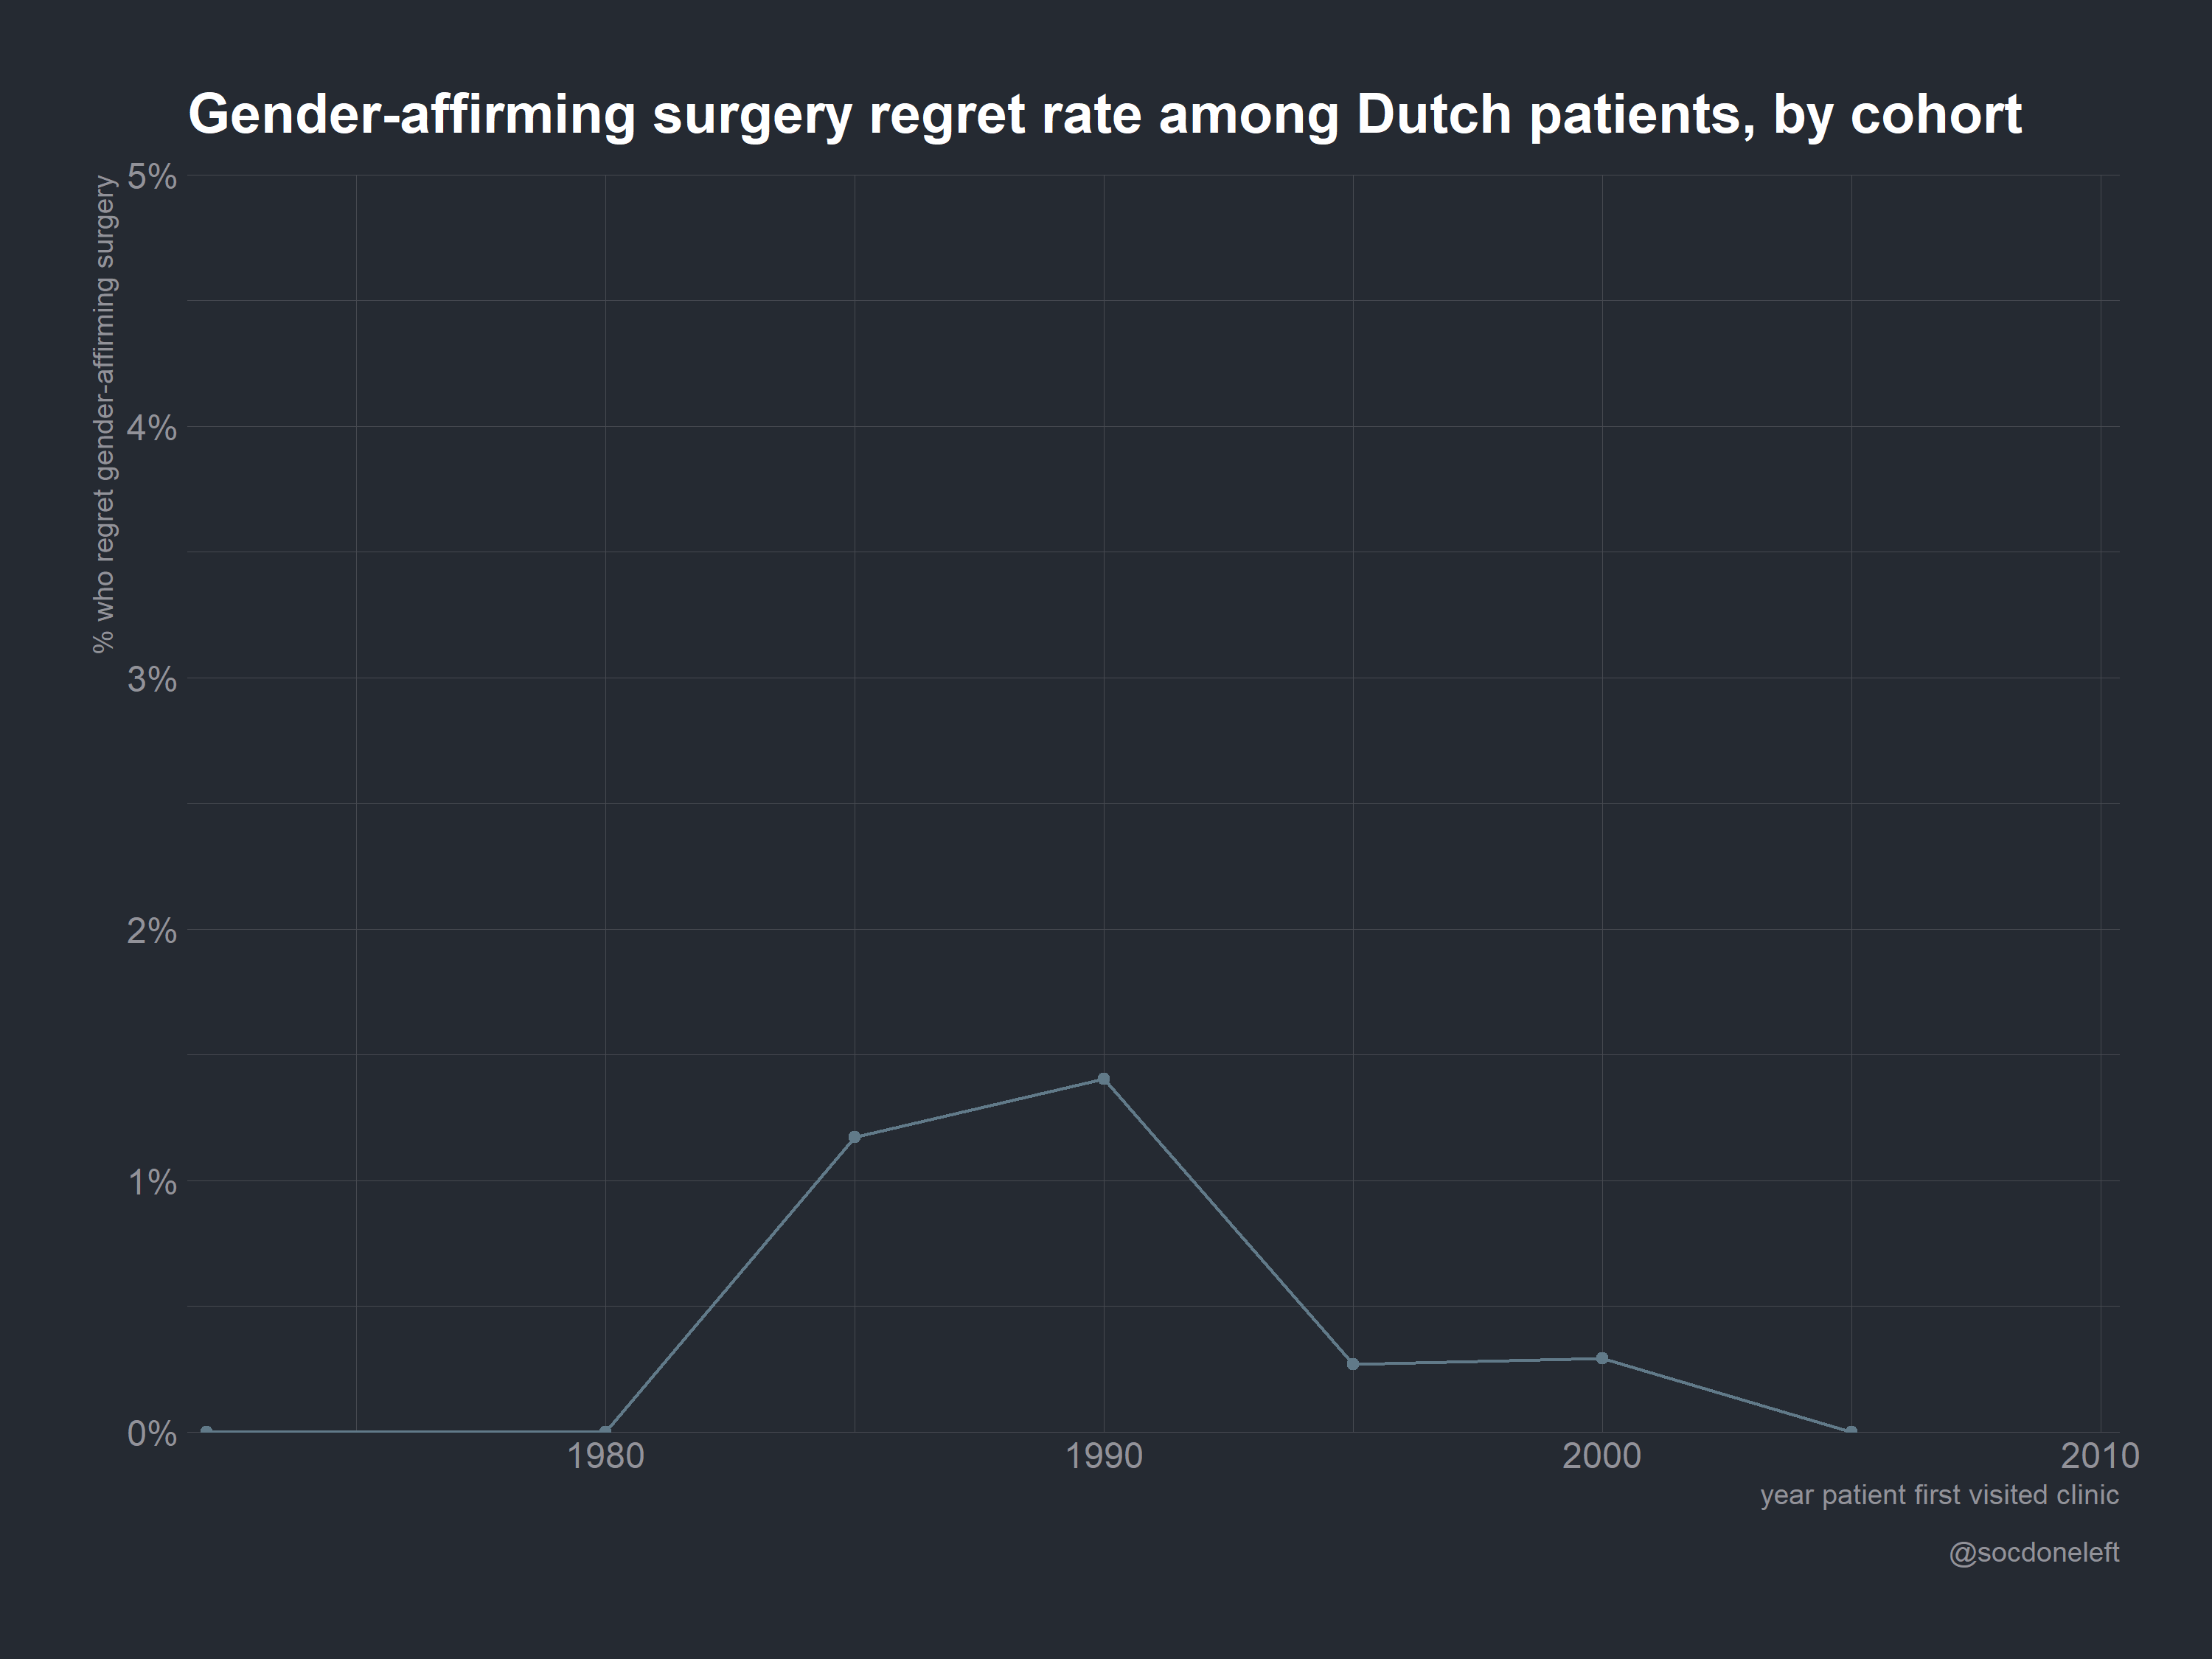 Gender-affirming surgery regret rate among Dutch patients, by cohort
% who regret gender-affirming surgery
5%
4%
3%
2%
1%
0%
1980 1990 2000 2010
year patient first visited clinic
@socdoneleft